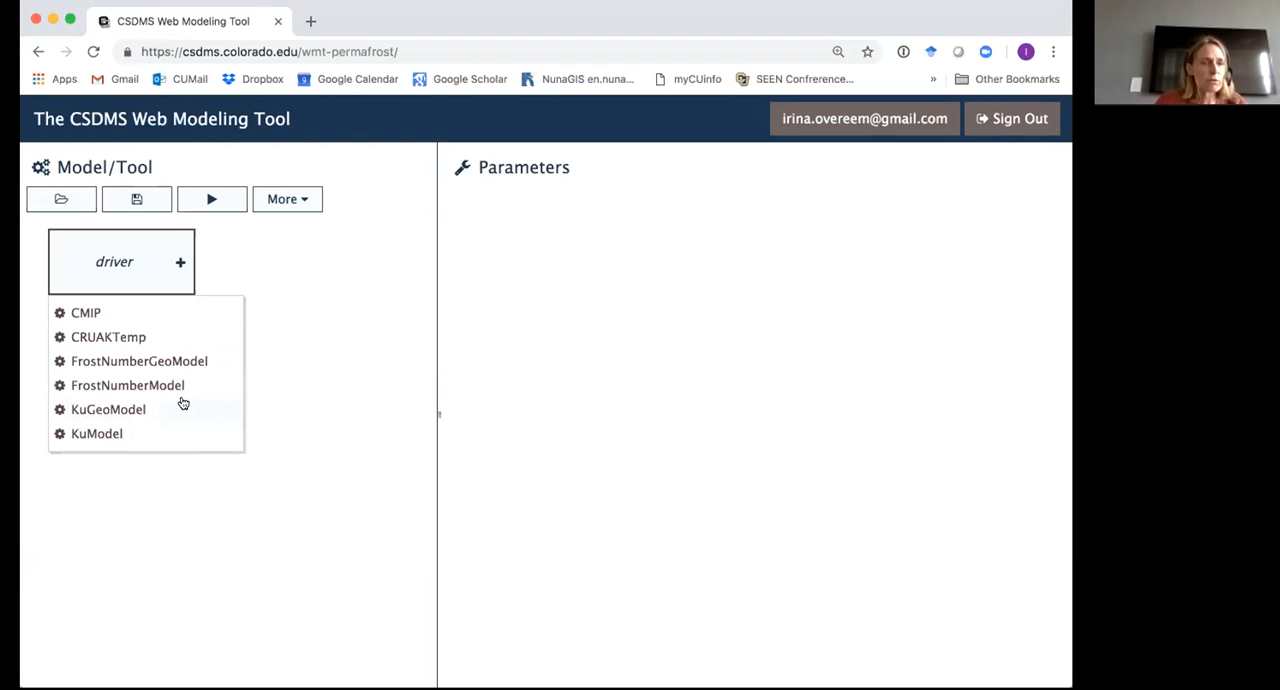 CSDMS Web Modeling Tool
https://csdms.colorado.edu/wmt-permafrost/
Apps Gmail CUMail Dropbox Google Calendar Google Scholar NunaGIS en.nuna... myCUinfo SEEN Confrerence... » Other Bookmarks
The CSDMS Web Modeling Tool irina.overeem@gmail.com Sign Out
Model/Tool Parameters
More
driver +
CMIP
CRUAKTemp
FrostNumberGeoModel
FrostNumberModel
KuGeoModel
KuModel